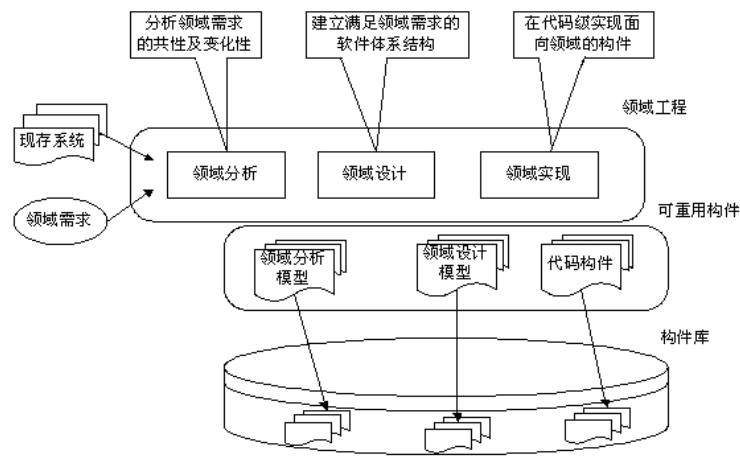 分析领域需求
的共性及变化性
建立满足领域需求的
软件体系结构
在代码级实现面
向领域的构件
领域工程
现存系统
领域分析
领域设计
领域实现
领域需求
可重用构件
领域分析
模型
领域设计
模型
代码构件
构件库